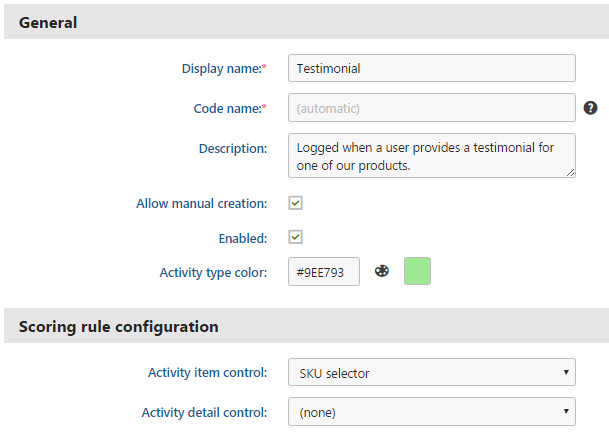 General
Display name:* Testimonial
Code name:* (automatic) ?
Description: Logged when a user provides a testimonial for
one of our products.
Allow manual creation:
Enabled:
Activity type color: #9EE793
Scoring rule configuration
Activity item control: SKU selector
Activity detail control: (none)